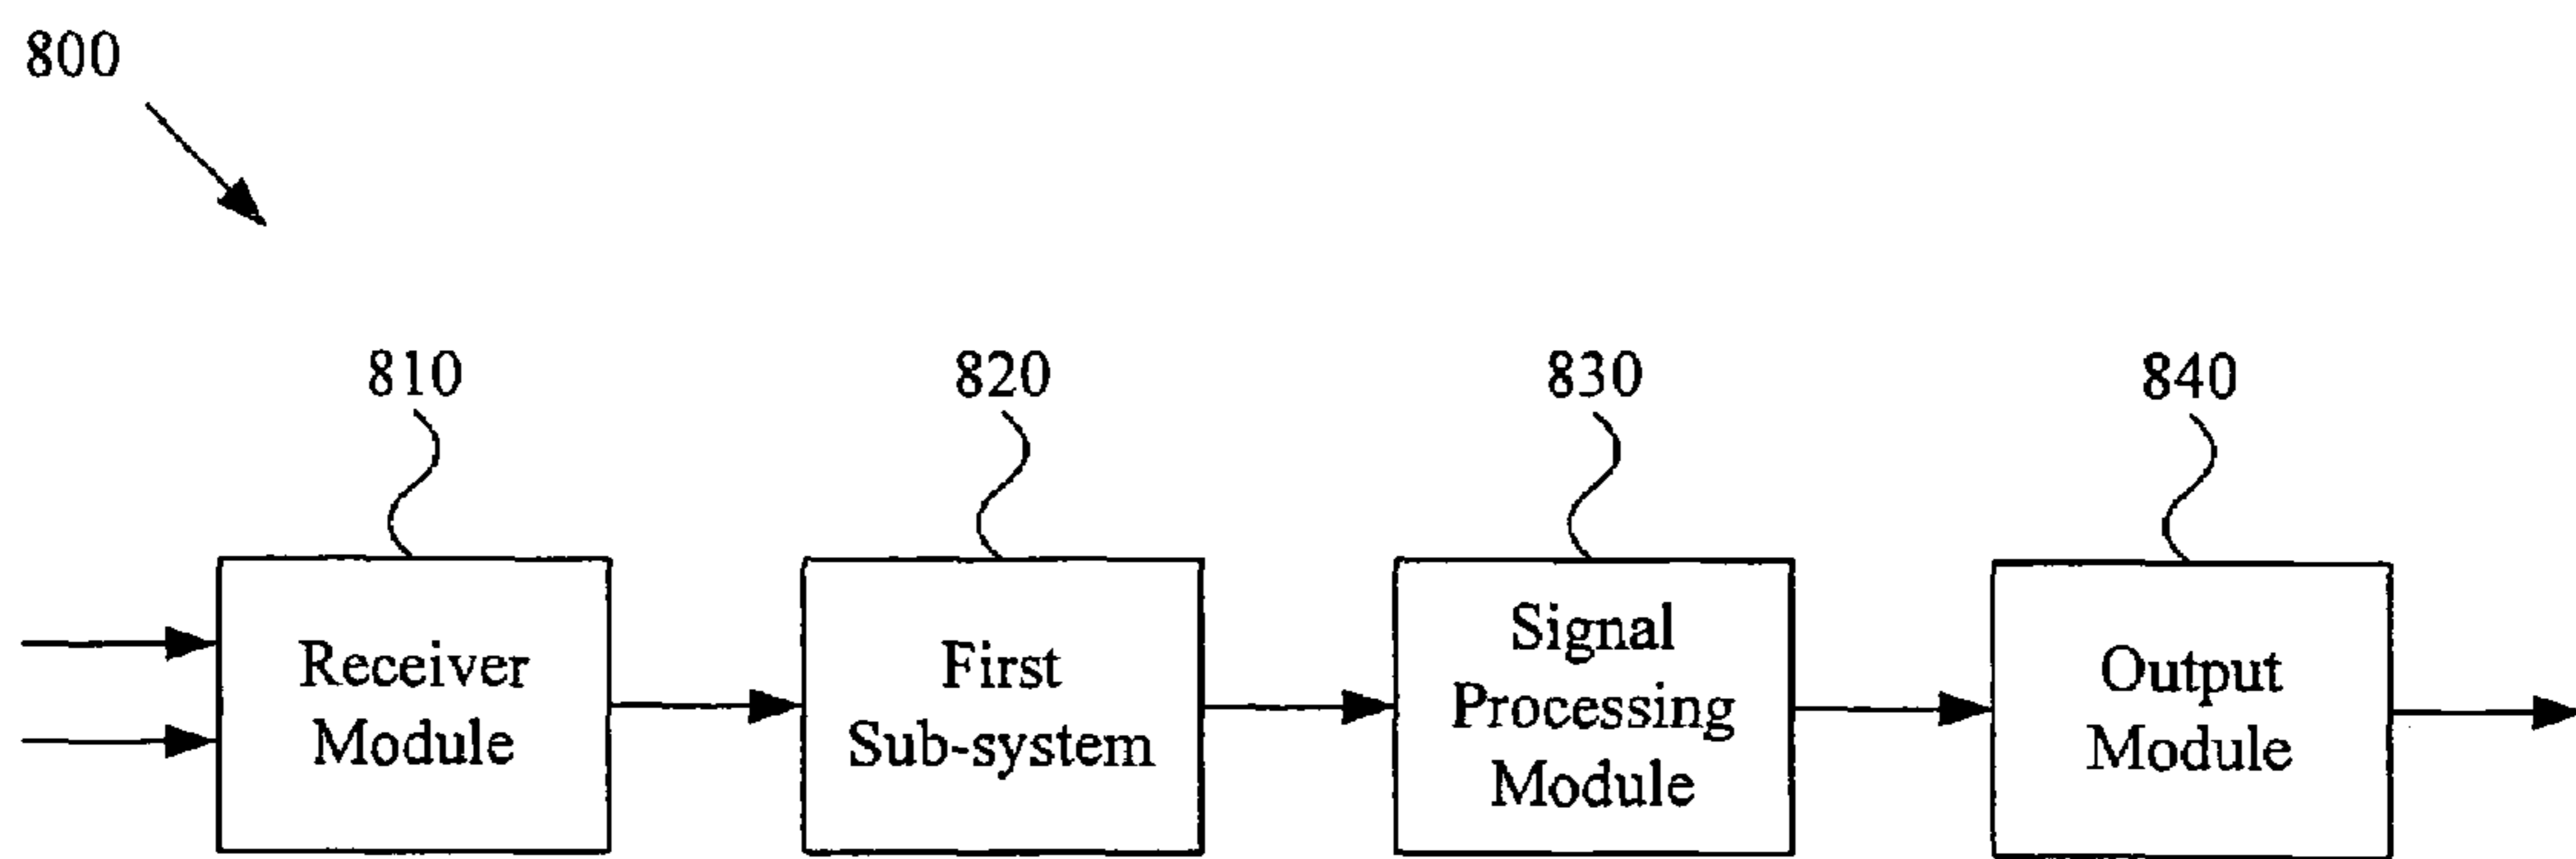 800
810
820
830
840
Receiver
Module
First
Sub-system
Signal
Processing
Module
Output
Module